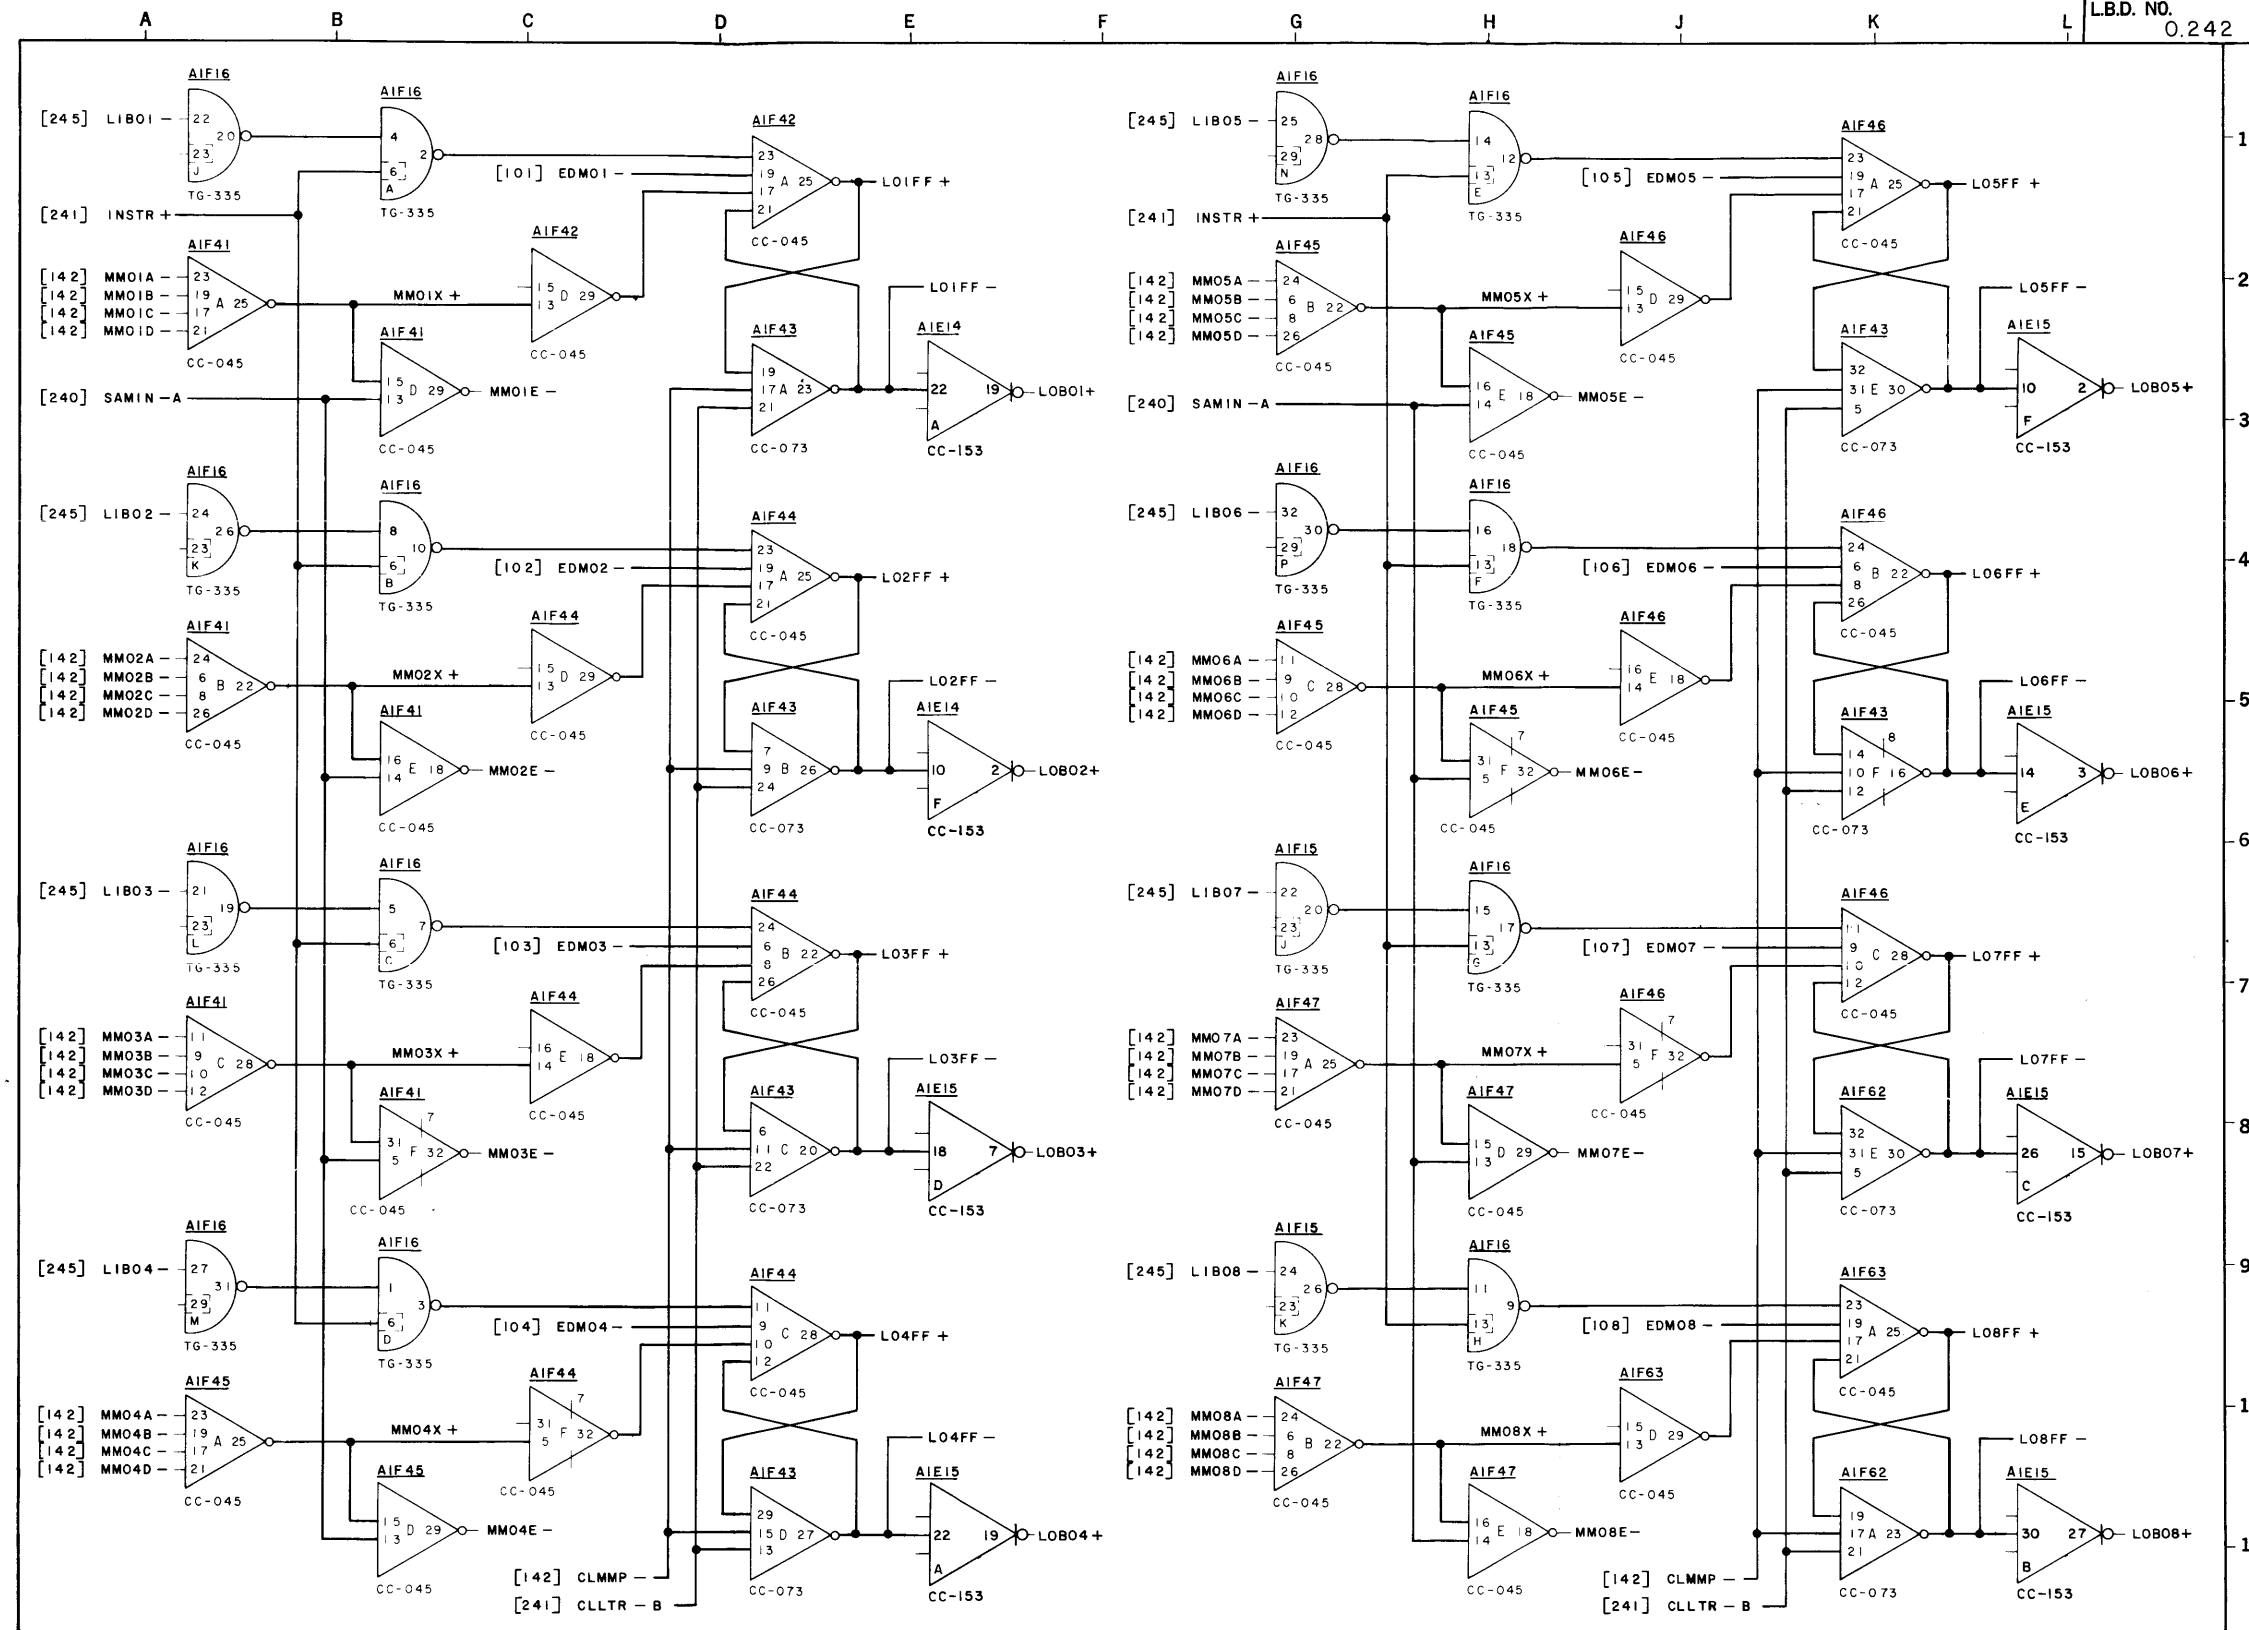 A B C D E F G H J K L
L.B.D. NO.
0.242
A1F16
[245] LIB01 -
22
20
23
J
TG-335
A1F16
4
2
6
A
TG-335
[241] INSTR +
A1F41
[142] MM01A - 23
[142] MM01B - 19
[142] MM01C - 17
[142] MM01D - 21
A 25
CC-045
MM01X +
A1F42
15
13
D 29
CC-045
A1F41
15
13
D 29
MM01E -
CC-045
[240] SAMIN - A
A1F42
[101] EDM01 -
23
19
17
21
A 25
L01FF +
CC-045
A1F43
19
17 A 23
21
CC-073
L01FF -
A1E14
22
19
A
LOB01+
CC-153
A1F16
[245] LIB02 -
24
26
23
K
TG-335
A1F16
8
10
6
B
TG-335
A1F41
[142] MM02A - 24
[142] MM02B - 6
[142] MM02C - 8
[142] MM02D - 26
B 22
CC-045
MM02X +
A1F44
15
13
D 29
CC-045
A1F41
16
14
E 18
MM02E -
CC-045
A1F44
[102] EDM02 -
23
19
17
21
A 25
L02FF +
CC-045
A1F43
7
9 B 26
24
CC-073
L02FF -
A1E14
10
2
F
LOB02+
CC-153
A1F16
[245] LIB03 -
21
19
23
L
TG-335
A1F16
5
7
6
C
TG-335
A1F41
[142] MM03A - 11
[142] MM03B - 9
[142] MM03C - 10
[142] MM03D - 12
C 28
CC-045
MM03X +
A1F44
16
14
E 18
CC-045
A1F41
7
31
5
F 32
MM03E -
CC-045
A1F44
[103] EDM03 -
24
6
8
26
B 22
L03FF +
CC-045
A1F43
6
11 C 20
22
CC-073
L03FF -
A1E15
18
7
D
LOB03+
CC-153
A1F16
[245] LIB04 -
27
31
29
M
TG-335
A1F16
1
3
6
D
TG-335
A1F45
[142] MM04A - 23
[142] MM04B - 19
[142] MM04C - 17
[142] MM04D - 21
A 25
CC-045
MM04X +
A1F44
7
31
5
F 32
CC-045
A1F45
15
13
D 29
MM04E -
CC-045
A1F44
[104] EDM04 -
11
9
10
12
C 28
L04FF +
CC-045
A1F43
29
15 D 27
13
CC-073
L04FF -
A1E15
22
19
A
LOB04+
CC-153
[142] CLMMP -
[241] CLLTR - B
A1F16
[245] LIB05 -
25
28
29
N
TG-335
A1F16
14
12
13
E
TG-335
[241] INSTR +
A1F45
[142] MM05A - 24
[142] MM05B - 6
[142] MM05C - 8
[142] MM05D - 26
B 22
CC-045
MM05X +
A1F46
15
13
D 29
CC-045
A1F45
16
14
E 18
MM05E -
CC-045
[240] SAMIN - A
A1F46
[105] EDM05 -
23
19
17
21
A 25
L05FF +
CC-045
A1F43
32
31 E 30
5
CC-073
L05FF -
A1E15
10
2
F
LOB05+
CC-153
A1F16
[245] LIB06 -
32
30
29
P
TG-335
A1F16
16
18
13
F
TG-335
A1F45
[142] MM06A - 11
[142] MM06B - 9
[142] MM06C - 10
[142] MM06D - 12
C 28
CC-045
MM06X +
A1F46
16
14
E 18
CC-045
A1F45
7
31
5
F 32
MM06E -
CC-045
A1F46
[106] EDM06 -
24
6
8
26
B 22
L06FF +
CC-045
A1F43
8
14
10 F 16
12
CC-073
L06FF -
A1E15
14
3
E
LOB06+
CC-153
A1F15
[245] LIB07 -
22
20
23
J
TG-335
A1F16
15
17
13
G
TG-335
A1F47
[142] MM07A - 23
[142] MM07B - 19
[142] MM07C - 17
[142] MM07D - 21
A 25
CC-045
MM07X +
A1F46
7
31
5
F 32
CC-045
A1F47
15
13
D 29
MM07E -
CC-045
A1F46
[107] EDM07 -
11
9
10
12
C 28
L07FF +
CC-045
A1F62
32
31 E 30
5
CC-073
L07FF -
A1E15
26
15
C
LOB07+
CC-153
A1F15
[245] LIB08 -
24
26
23
K
TG-335
A1F16
11
9
13
H
TG-335
A1F47
[142] MM08A - 24
[142] MM08B - 6
[142] MM08C - 8
[142] MM08D - 26
B 22
CC-045
MM08X +
A1F63
15
13
D 29
CC-045
A1F47
16
14
E 18
MM08E -
CC-045
A1F63
[108] EDM08 -
23
19
17
21
A 25
L08FF +
CC-045
A1F62
19
17 A 23
21
CC-073
L08FF -
A1E15
30
27
B
LOB08+
CC-153
[142] CLMMP -
[241] CLLTR - B
1
2
3
4
5
6
7
8
9
1
1